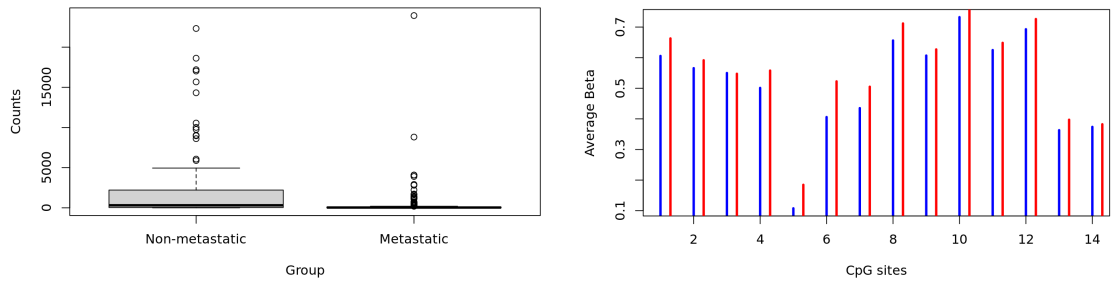 Counts
0
5000
15000
Non-metastatic
Metastatic
Group
Average Beta
0.1
0.3
0.5
0.7
2
4
6
8
10
12
14
CpG sites